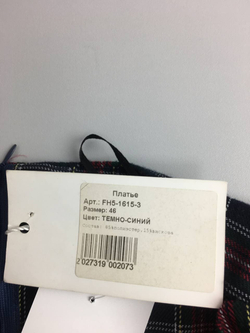 Платье
Арт.: FH5-1615-3
Размер: 46
Цвет: ТЕМНО-СИНИЙ
2 027319 002073